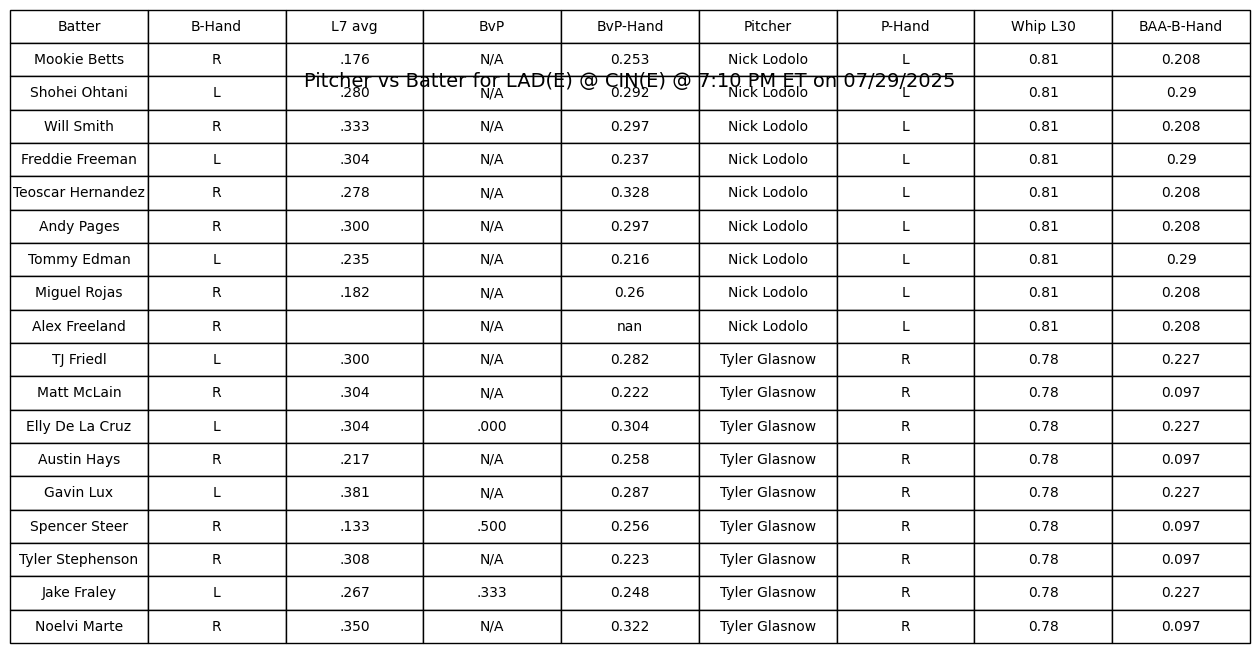 Batter B-Hand L7 avg BvP BvP-Hand Pitcher P-Hand Whip L30 BAA-B-Hand
Mookie Betts R .176 N/A 0.253 Nick Lodolo L 0.81 0.208
Pitcher vs Batter for LAD(E) @ CIN(E) @ 7:10 PM ET on 07/29/2025
Shohei Ohtani L .280 N/A 0.292 Nick Lodolo L 0.81 0.29
Will Smith R .333 N/A 0.297 Nick Lodolo L 0.81 0.208
Freddie Freeman L .304 N/A 0.237 Nick Lodolo L 0.81 0.29
Teoscar Hernandez R .278 N/A 0.328 Nick Lodolo L 0.81 0.208
Andy Pages R .300 N/A 0.297 Nick Lodolo L 0.81 0.208
Tommy Edman L .235 N/A 0.216 Nick Lodolo L 0.81 0.29
Miguel Rojas R .182 N/A 0.26 Nick Lodolo L 0.81 0.208
Alex Freeland R N/A nan Nick Lodolo L 0.81 0.208
TJ Friedl L .300 N/A 0.282 Tyler Glasnow R 0.78 0.227
Matt McLain R .304 N/A 0.222 Tyler Glasnow R 0.78 0.097
Elly De La Cruz L .304 .000 0.304 Tyler Glasnow R 0.78 0.227
Austin Hays R .217 N/A 0.258 Tyler Glasnow R 0.78 0.097
Gavin Lux L .381 N/A 0.287 Tyler Glasnow R 0.78 0.227
Spencer Steer R .133 .500 0.256 Tyler Glasnow R 0.78 0.097
Tyler Stephenson R .308 N/A 0.223 Tyler Glasnow R 0.78 0.097
Jake Fraley L .267 .333 0.248 Tyler Glasnow R 0.78 0.227
Noelvi Marte R .350 N/A 0.322 Tyler Glasnow R 0.78 0.097